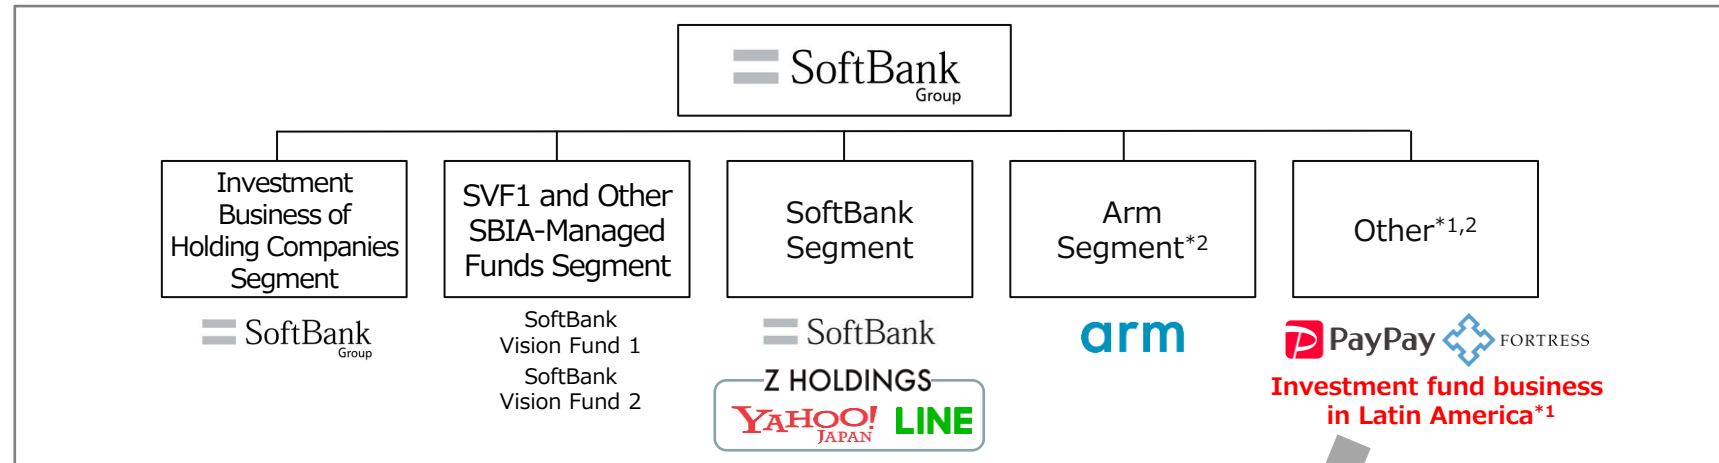 SoftBank
Group
Investment
Business of
Holding Companies
Segment
SVF1 and Other
SBIA-Managed
Funds Segment
SoftBank
Segment
Arm
Segment*2
Other*1,2
SoftBank
Group
SoftBank
Vision Fund 1
SoftBank
Vision Fund 2
SoftBank
Z HOLDINGS
YAHOO!
JAPAN
LINE
arm
PayPay
FORTRESS
Investment fund business
in Latin America*1